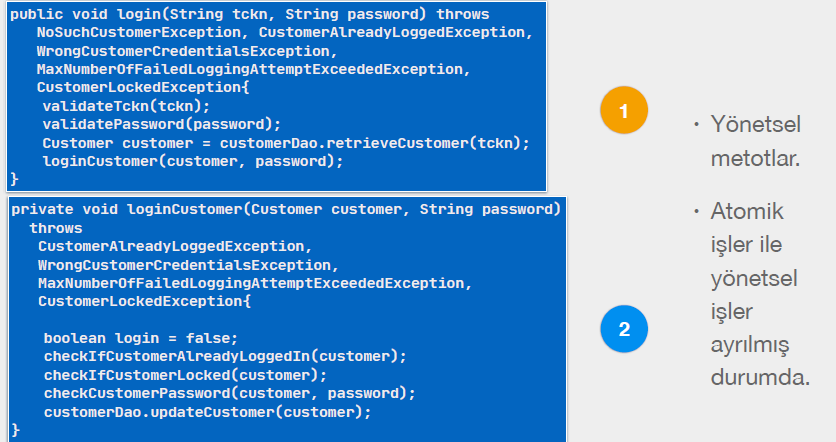 public void login(String tckn, String password) throws
NoSuchCustomerException, CustomerAlreadyLoggedException,
WrongCustomerCredentialsException,
MaxNumberOfFailedLoggingAttemptExceededException,
CustomerLockedException{
validateTckn(tckn);
validatePassword(password);
Customer customer = customerDao.retrieveCustomer(tckn);
loginCustomer(customer, password);
}
private void loginCustomer(Customer customer, String password)
throws
CustomerAlreadyLoggedException,
WrongCustomerCredentialsException,
MaxNumberOfFailedLoggingAttemptExceededException,
CustomerLockedException{
boolean login = false;
checkIfCustomerAlreadyLoggedIn(customer);
checkIfCustomerLocked(customer);
checkCustomerPassword(customer, password);
customerDao.updateCustomer(customer);
}
1
2
• Yönetsel
metotlar.
• Atomik
işler ile
yönetsel
işler
ayrılmış
durumda.